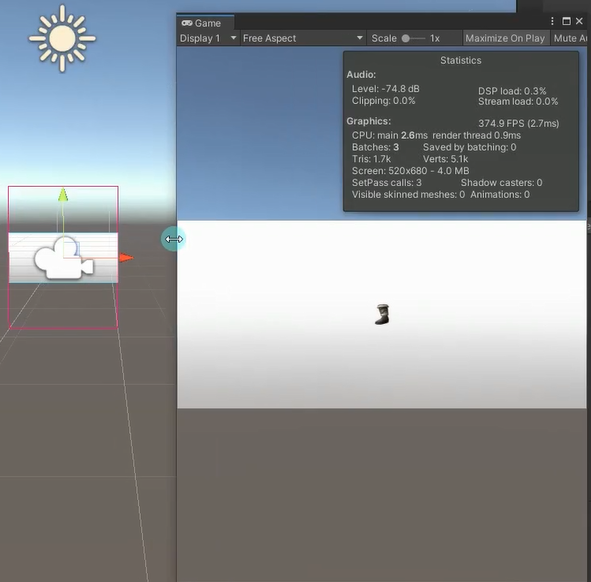 Game
Display 1 Free Aspect Scale 1x Maximize On Play Mute Au
Statistics
Audio:
Level: -74.8 dB DSP load: 0.3%
Clipping: 0.0% Stream load: 0.0%
Graphics: 374.9 FPS (2.7ms)
CPU: main 2.6ms render thread 0.9ms
Batches: 3 Saved by batching: 0
Tris: 1.7k Verts: 5.1k
Screen: 520x680 - 4.0 MB
SetPass calls: 3 Shadow casters: 0
Visible skinned meshes: 0 Animations: 0